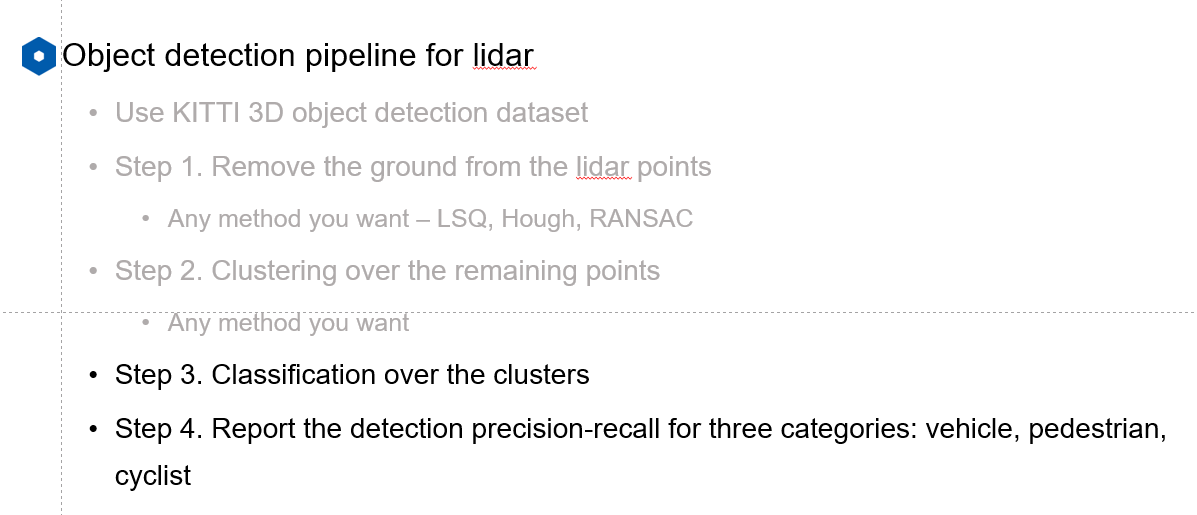 Object detection pipeline for lidar
• Use KITTI 3D object detection dataset
• Step 1. Remove the ground from the lidar points
• Any method you want – LSQ, Hough, RANSAC
• Step 2. Clustering over the remaining points
• Any method you want
• Step 3. Classification over the clusters
• Step 4. Report the detection precision-recall for three categories: vehicle, pedestrian,
cyclist